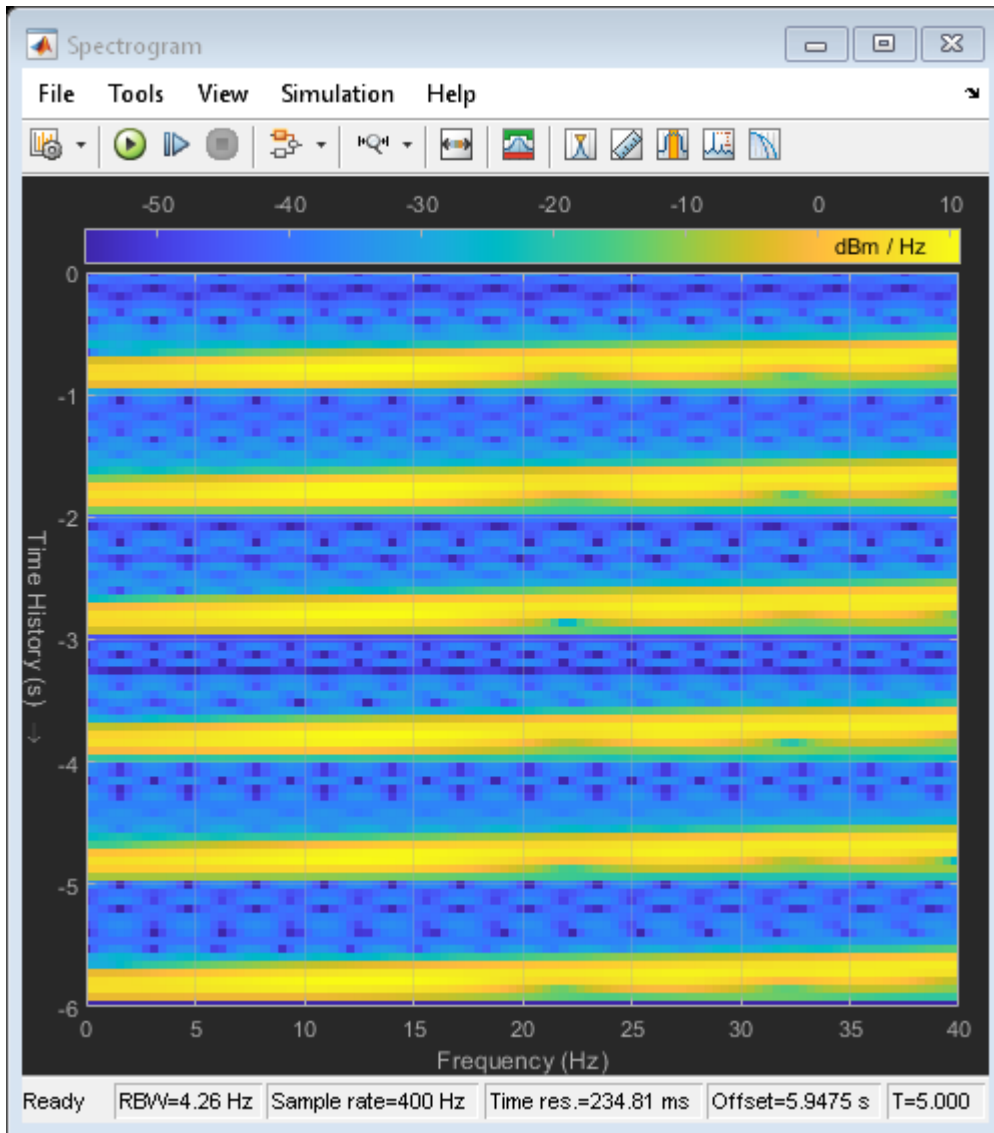 Spectrogram
File Tools View Simulation Help
-50 -40 -30 -20 -10 0 10
dBm / Hz
0
-1
-2
-3
-4
-5
-6
Time History (s) →
0 5 10 15 20 25 30 35 40
Frequency (Hz)
Ready RBW=4.26 Hz Sample rate=400 Hz Time res.=234.81 ms Offset=5.9475 s T=5.000